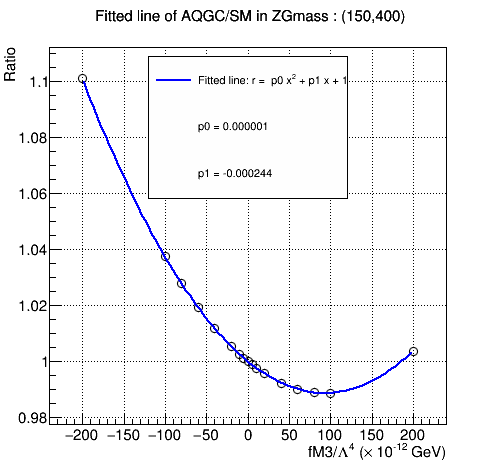 Fitted line of AQGC/SM in ZGmass : (150,400)
Ratio
Fitted line: r = p0 x² + p1 x + 1
p0 = 0.000001
p1 = -0.000244
1.1
1.08
1.06
1.04
1.02
1
0.98
−200 −150 −100 −50 0 50 100 150 200
fM3/Λ⁴ (× 10⁻¹² GeV)